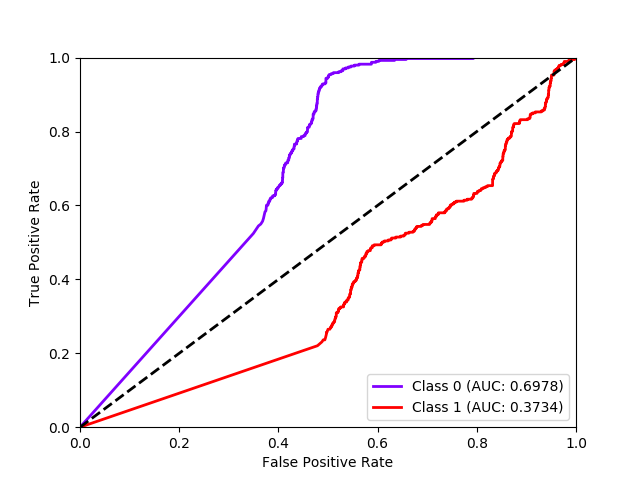 1.0
0.8
0.6
0.4
0.2
0.0
True Positive Rate
Class 0 (AUC: 0.6978)
Class 1 (AUC: 0.3734)
0.0 0.2 0.4 0.6 0.8 1.0
False Positive Rate